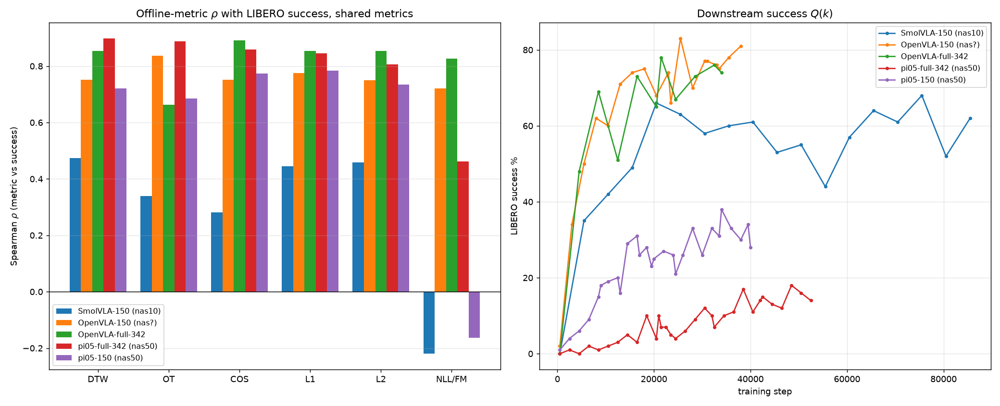 Offline-metric ρ with LIBERO success, shared metrics
Spearman ρ (metric vs success)
0.8
0.6
0.4
0.2
0.0
−0.2
SmolVLA-150 (nas10)
OpenVLA-150 (nas?)
OpenVLA-full-342
pi05-full-342 (nas50)
pi05-150 (nas50)
DTW
OT
COS
L1
L2
NLL/FM
Downstream success Q(k)
LIBERO success %
80
60
40
20
0
SmolVLA-150 (nas10)
OpenVLA-150 (nas?)
OpenVLA-full-342
pi05-full-342 (nas50)
pi05-150 (nas50)
0
20000
40000
60000
80000
training step